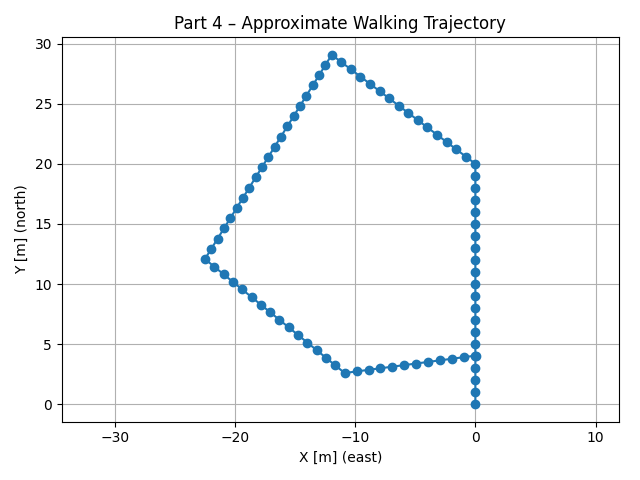 Part 4 – Approximate Walking Trajectory
30
25
20
15
10
5
0
Y [m] (north)
−30 −20 −10 0 10
X [m] (east)